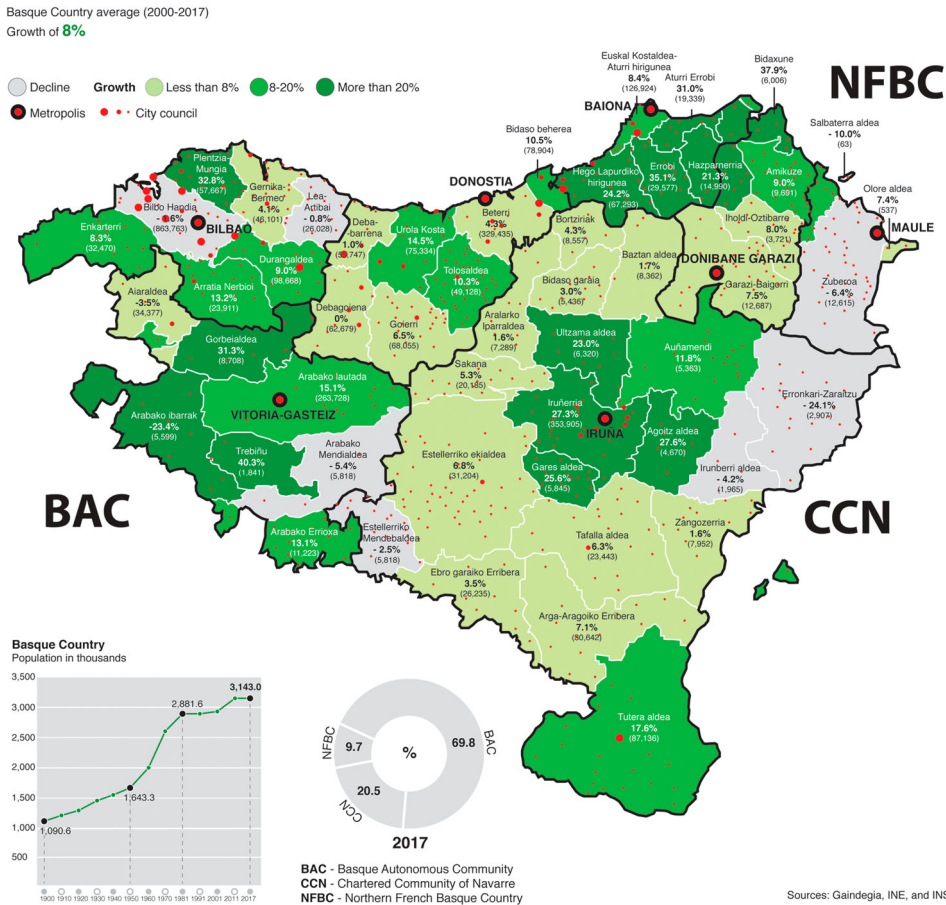 Basque Country average (2000-2017)
Growth of 8%
Decline
Growth
Less than 8%
8-20%
More than 20%
Metropolis
City council
NFBC
BAC
CCN
Euskal Kostaldea-
Aturri hirigunea
8.4%
(126,924)
Aturri Errobi
31.0%
(19,339)
Bidaxune
37.9%
(6,006)
BAIONA
Salbaterra aldea
- 10.0%
(63)
Bidaso beherea
10.5%
(78,904)
Olore aldea
7.4%
(537)
MAULE
Plentzia-
Mungia
32.8%
(57,667)
Gernika-
Bermeo
4.1%
(46,101)
Lea-
Artibai
- 0.8%
(26,028)
Bilbo Handia
- 1.6%
(863,763)
BILBAO
Enkarterri
8.3%
(32,470)
DONOSTIA
Deba-
barrena
1.0%
Urola Kosta
14.5%
(75,334)
Beterri
4.3%
(329,435)
Hego Lapurdiko
hirigunea
24.2%
(67,293)
Errobi
35.1%
(29,577)
Hazparnerria
21.3%
(14,990)
Amikuze
9.0%
(9,691)
Iholdi-Oztibarre
8.0%
(3,721)
DONIBANE GARAZI
Garazi-Baigorri
7.5%
(12,687)
Zuberoa
- 6.4%
(12,615)
Durangaldea
9.0%
(98,668)
Arratia Nerbioi
13.2%
(23,911)
Aiaraldea
-3.5%
(34,377)
Debagoiena
0%
(62,679)
Tolosaldea
10.3%
(49,128)
Goierri
6.5%
(68,055)
Bortziriak
4.3%
(8,557)
Baztan aldea
1.7%
(8,362)
Bidaso garaia
3.0%
(5,436)
Aralarko
Iparraldea
1.6%
(7,289)
Ultzama aldea
23.0%
(6,320)
Auñamendi
11.8%
(5,363)
Gorbeialdea
31.3%
(8,708)
Arabako lautada
15.1%
(263,728)
VITORIA-GASTEIZ
Sakana
5.3%
(20,185)
Iruñerria
27.3%
(353,905)
IRUÑA
Agoitz aldea
27.6%
(4,670)
Erronkari-Zaraitzu
- 24.1%
(2,907)
Irunberri aldea
- 4.2%
(1,965)
Arabako ibarrak
-23.4%
(5,599)
Trebiñu
40.3%
(1,841)
Arabako
Mendialdea
- 5.4%
(5,818)
Estellerriko ekialdea
6.8%
(31,204)
Gares aldea
25.6%
(5,845)
Arabako Errioxa
13.1%
(11,223)
Estellerriko
Mendebaldea
2.5%
(5,818)
Tafalla aldea
6.3%
(23,443)
Zangozerria
1.6%
(7,952)
Ebro garaiko Erribera
3.5%
(26,235)
Arga-Aragoiko Erribera
7.1%
(30,642)
Tutera aldea
17.6%
(87,136)
Basque Country
Population in thousands
3,500
3,000
2,500
2,000
1,500
1,000
500
1,090.6
1,643.3
2,881.6
3,143.0
1900 1910 1920 1930 1940 1950 1960 1970 1981 1991 2001 2011 2017
%
BAC
69.8
NFBC
9.7
CCN
20.5
2017
BAC - Basque Autonomous Community
CCN - Chartered Community of Navarre
NFBC - Northern French Basque Country
Sources: Gaindegia, INE, and INS